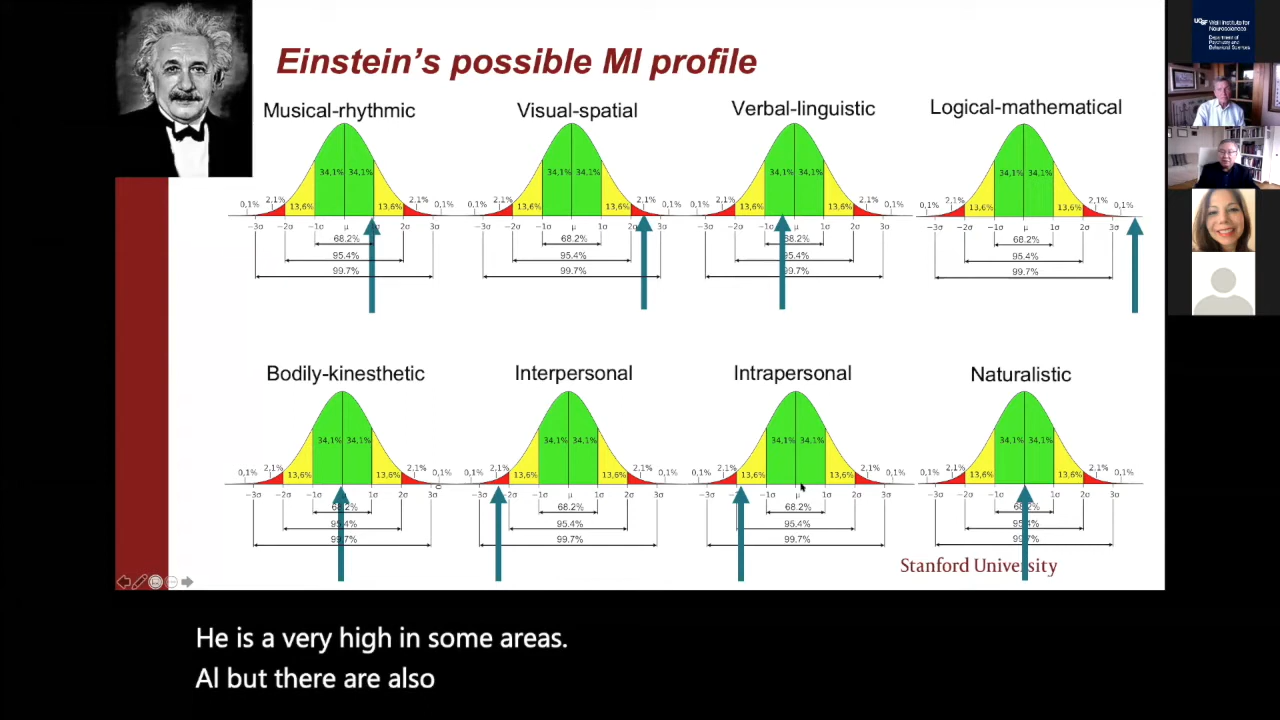 Einstein's possible MI profile
Musical-rhythmic
Visual-spatial
Verbal-linguistic
Logical-mathematical
0,1% 2,1% 13,6% 34,1% 34,1% 13,6% 2,1% 0,1%
-3σ -2σ -1σ μ 2σ 3σ
68.2%
95.4%
99.7%
0,1% 2,1% 13,6% 34,1% 34,1% 13,6% 2,1% 0,1%
-3σ -2σ -1σ μ 1σ 2σ 3σ
68.2%
95.4%
99.7%
0,1% 2,1% 13,6% 34,1% 34,1% 13,6% 2,1% 0,1%
-3σ -2σ -1σ μ 1σ 2σ 3σ
68.2%
95.4%
99.7%
0,1% 2,1% 13,6% 34,1% 34,1% 13,6% 2,1% 0,1%
-3σ -2σ -1σ μ 1σ 2σ 3σ
68.2%
95.4%
99.7%
Bodily-kinesthetic
Interpersonal
Intrapersonal
Naturalistic
0,1% 2,1% 13,6% 34,1% 34,1% 13,6% 2,1% 0,1%
-3σ -2σ -1σ 1σ 2σ 3σ
68.2%
95.4%
99.7%
0,1% 2,1% 13,6% 34,1% 34,1% 13,6% 2,1% 0,1%
-3σ -1σ μ 1σ 2σ 3σ
68.2%
95.4%
99.7%
0,1% 2,1% 13,6% 34,1% 34,1% 13,6% 2,1% 0,1%
-3σ -1σ μ 1σ 2σ 3σ
68.2%
95.4%
99.7%
0,1% 2,1% 13,6% 34,1% 34,1% 13,6% 2,1% 0,1%
-3σ -2σ -1σ 1σ 2σ 3σ
68.2%
95.4%
99.7%
Stanford University
UCSF Weill Institute for
Neurosciences
Department of
Psychiatry and
Behavioral Sciences
He is a very high in some areas.
Al but there are also